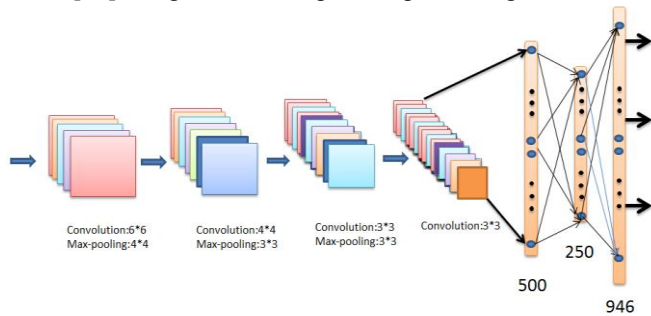 Convolution:6*6
Max-pooling:4*4
Convolution:4*4
Max-pooling:3*3
Convolution:3*3
Max-pooling:3*3
Convolution:3*3
500
250
946